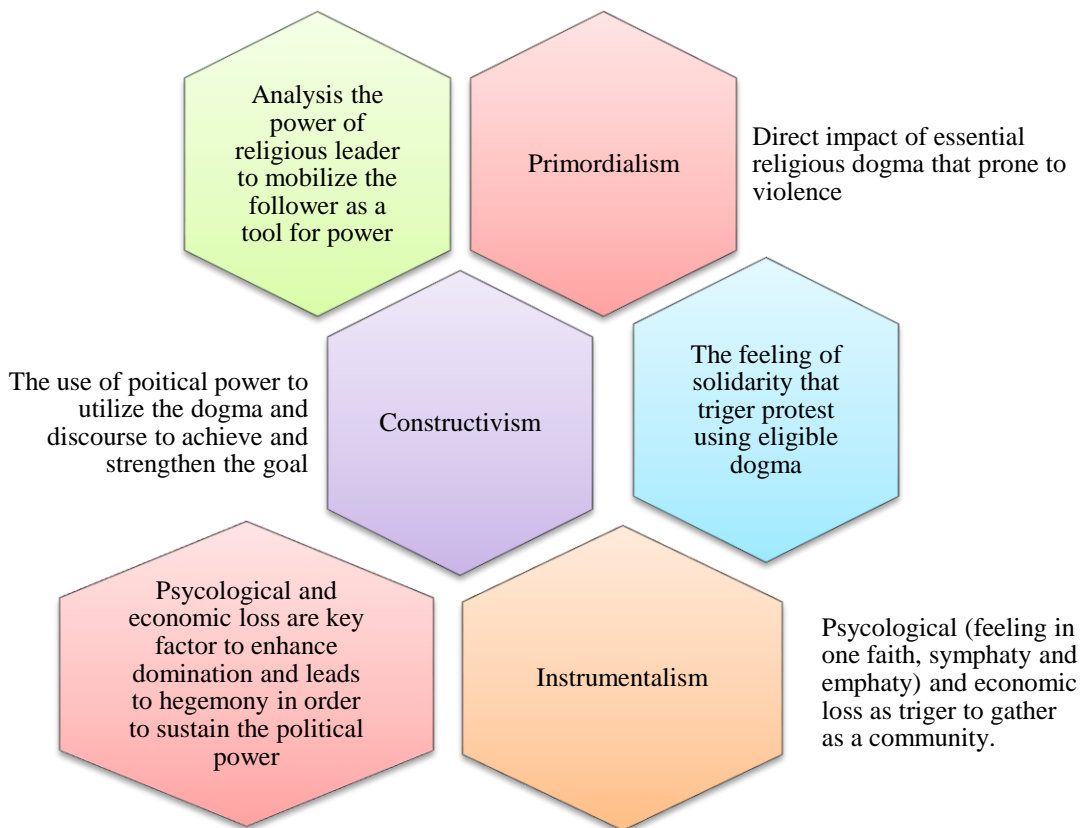 Analysis the
power of
religious leader
to mobilize the
follower as a
tool for power
Primordialism
Direct impact of essential
religious dogma that prone to
violence
The use of poitical power to
utilize the dogma and
discourse to achieve and
strengthen the goal
Constructivism
The feeling of
solidarity that
triger protest
using eligible
dogma
Psycological and
economic loss are key
factor to enhance
domination and leads
to hegemony in order
to sustain the political
power
Instrumentalism
Psycological (feeling in
one faith, symphaty and
emphaty) and economic
loss as triger to gather
as a community.